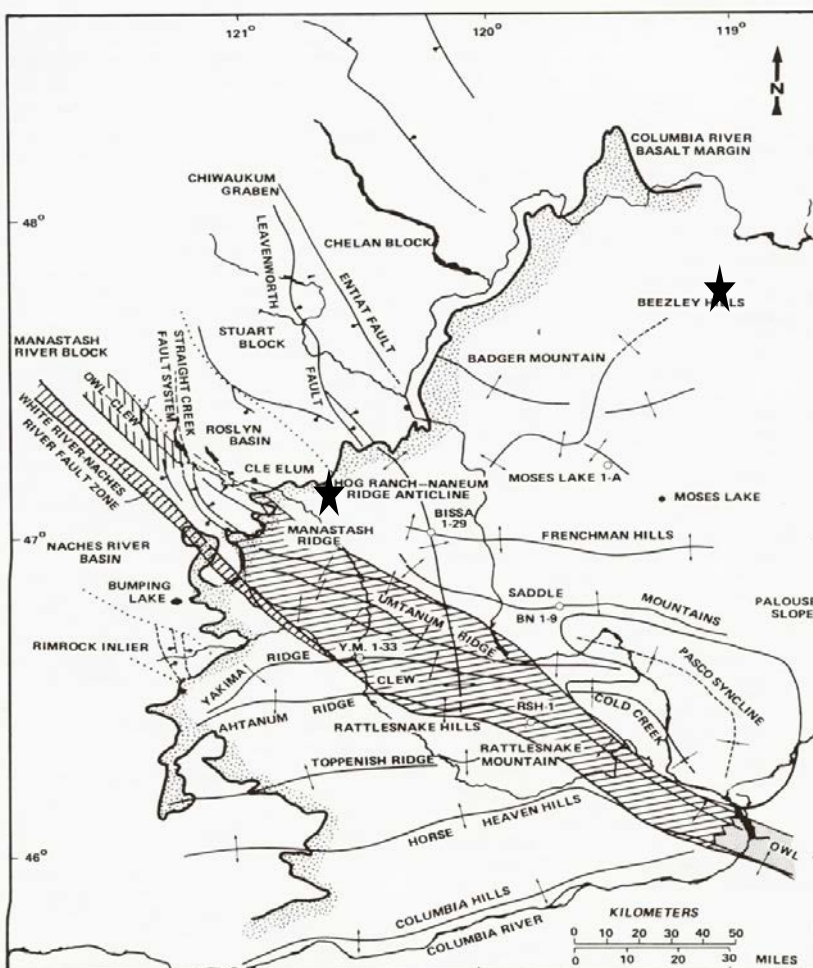 121°
120°
119°
N
COLUMBIA RIVER
BASALT MARGIN
CHIWAUKUM
GRABEN
48°
LEAVENWORTH
FAULT
CHELAN BLOCK
ENTIAT FAULT
BEEZLEY HILLS
MANASTASH
RIVER BLOCK
STRAIGHT CREEK
FAULT SYSTEM
STUART
BLOCK
BADGER MOUNTAIN
OWL-CLEW
WHITE RIVER-NACHES
RIVER FAULT ZONE
ROSLYN
BASIN
CLE ELUM
HOG RANCH–NANEUM
RIDGE ANTICLINE
MOSES LAKE 1-A
MOSES LAKE
BISSA
1-29
MANASTASH
RIDGE
47°
FRENCHMAN HILLS
NACHES RIVER
BASIN
BUMPING
LAKE
UMTANUM
RIDGE
SADDLE
MOUNTAINS
BN 1-9
PALOUSE
SLOPE
RIMROCK INLIER
YAKIMA
RIDGE
Y.M. 1-33
CLEW
PASCO SYNCLINE
AHTANUM
RIDGE
RATTLESNAKE HILLS
RSH-1
COLD CREEK
RATTLESNAKE
MOUNTAIN
TOPPENISH RIDGE
46°
HORSE
HEAVEN HILLS
OWL
COLUMBIA HILLS
COLUMBIA RIVER
KILOMETERS
0 10 20 30 40 50
0 10 20 30 MILES